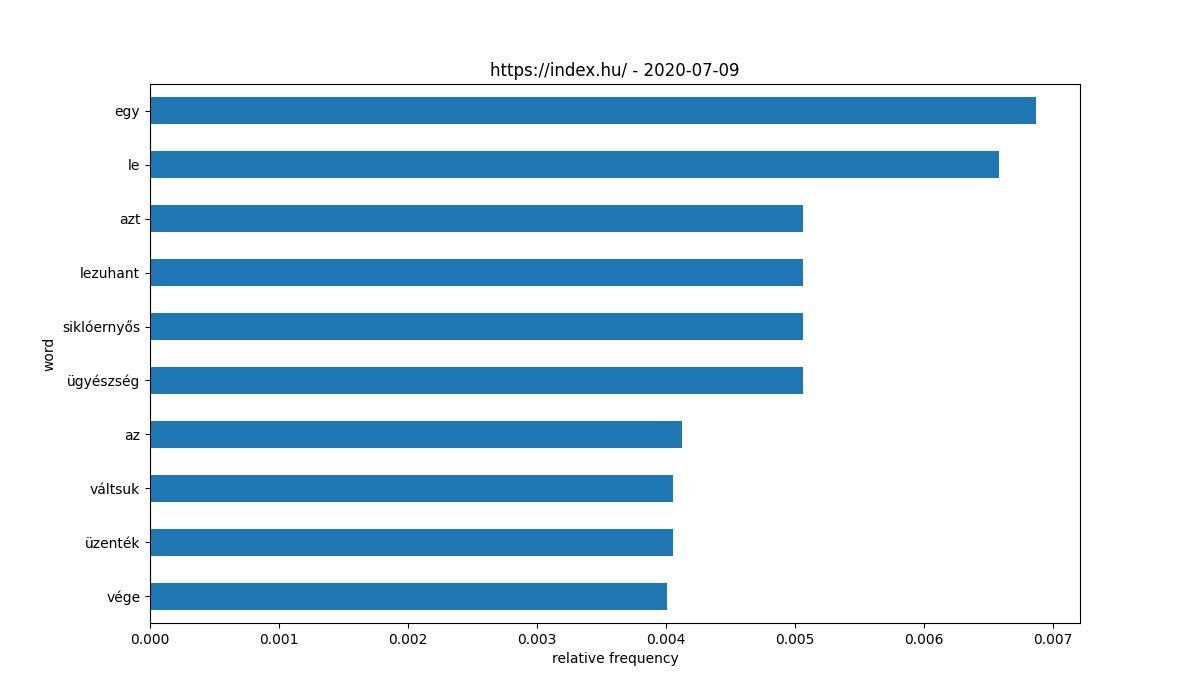 https://index.hu/ - 2020-07-09
egy
le
azt
lezuhant
siklóernyős
ügyészség
az
váltsuk
üzenték
vége
word
0.000 0.001 0.002 0.003 0.004 0.005 0.006 0.007
relative frequency